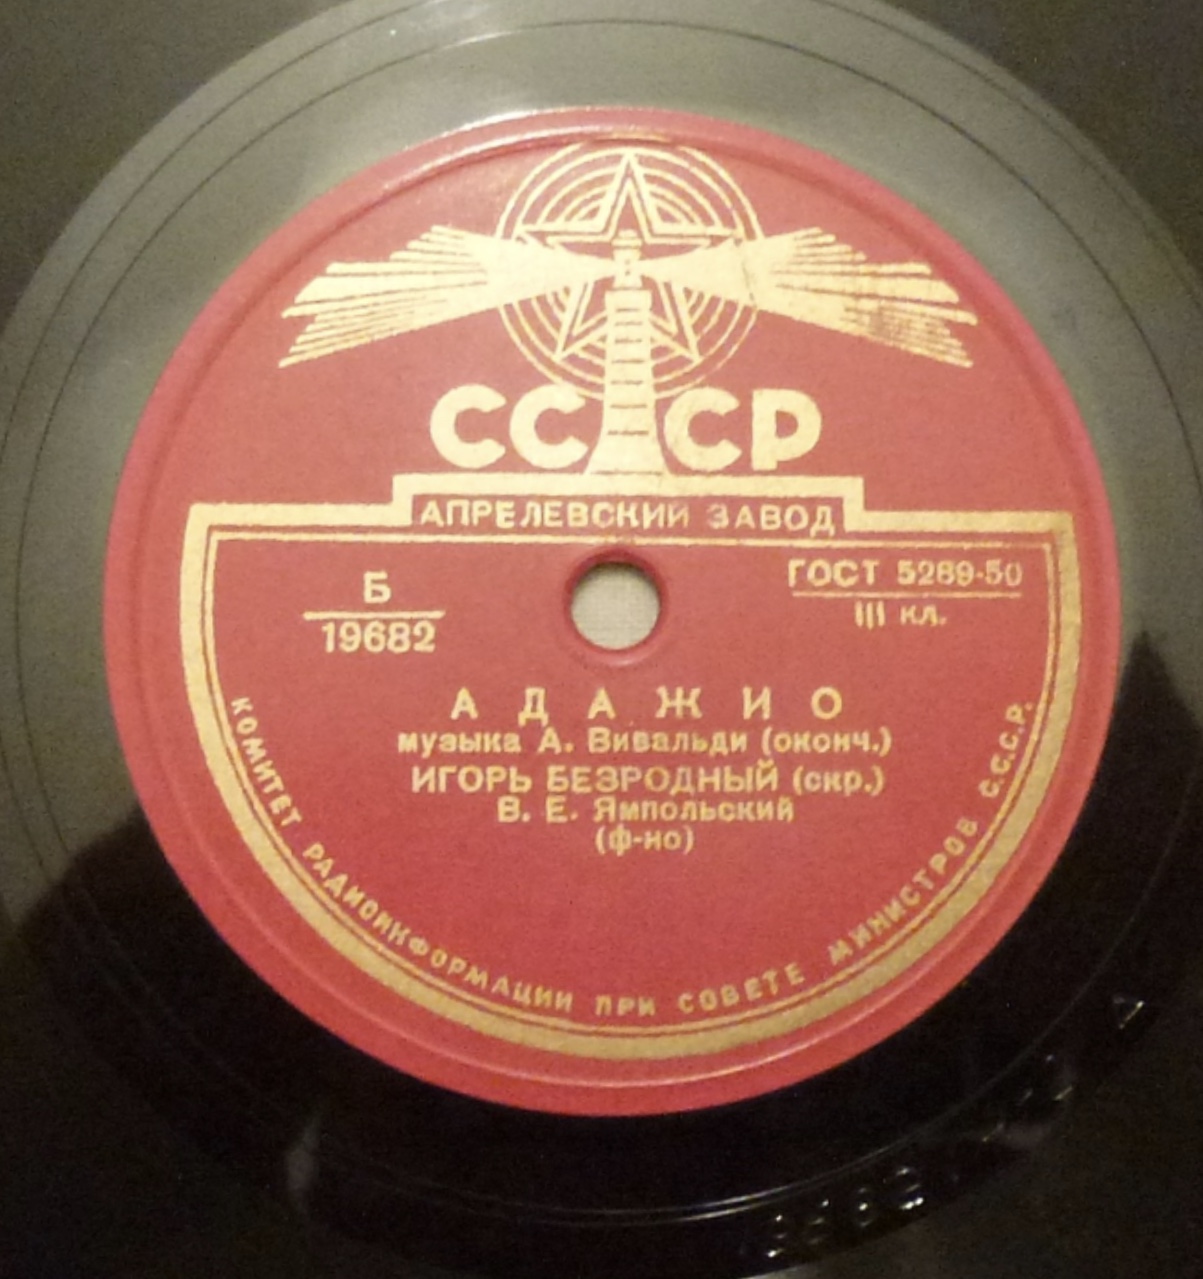 СССР
АПРЕЛЕВСКИЙ ЗАВОД
Б
19682
ГОСТ 5289-50
III кл.
АДАЖИО
музыка А. Вивальди (оконч.)
ИГОРЬ БЕЗРОДНЫЙ (скр.)
В. Е. Ямпольский
(ф-но)
КОМИТЕТ РАДИОИНФОРМАЦИИ ПРИ СОВЕТЕ МИНИСТРОВ С.С.С.Р.